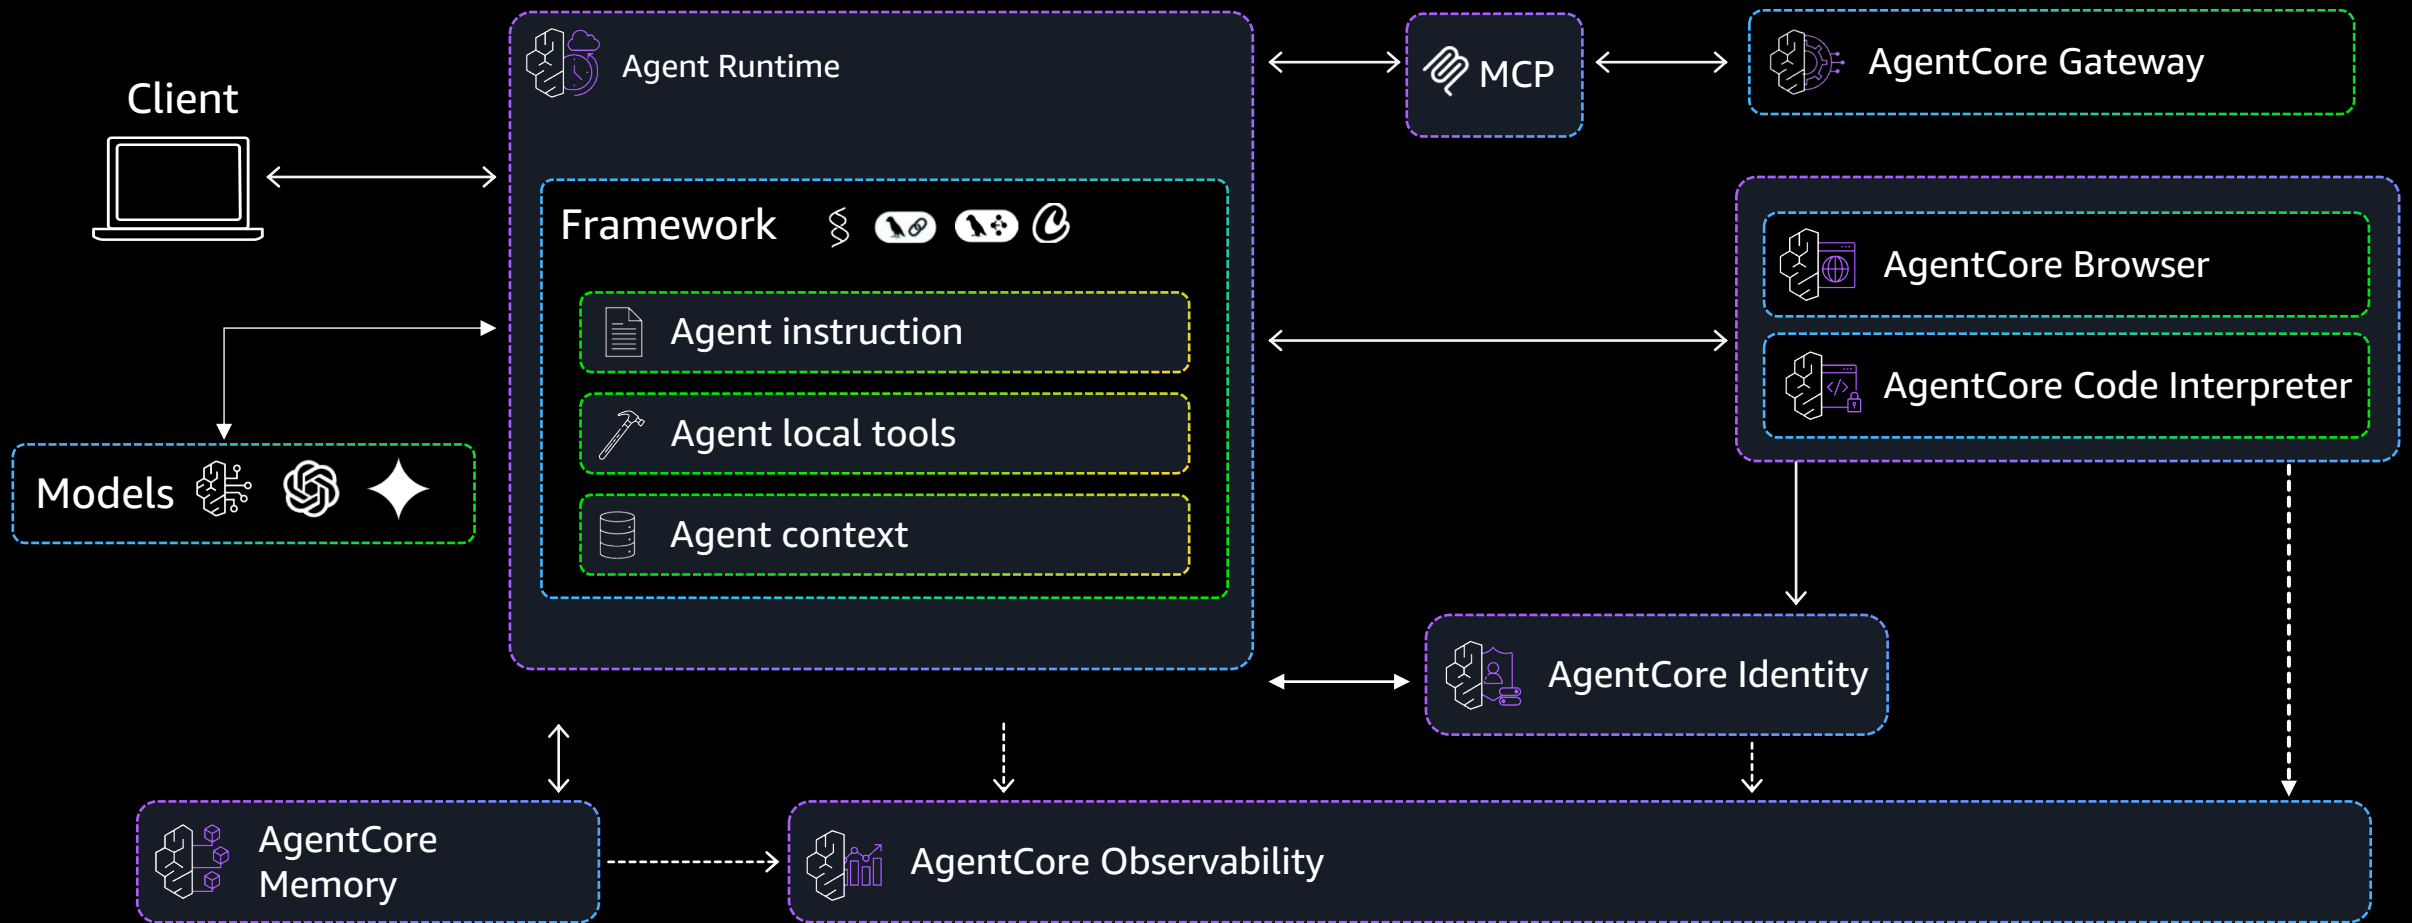 Client
Agent Runtime
MCP
AgentCore Gateway
Framework
Agent instruction
Agent local tools
Agent context
Models
AgentCore Browser
AgentCore Code Interpreter
AgentCore Identity
AgentCore
Memory
AgentCore Observability